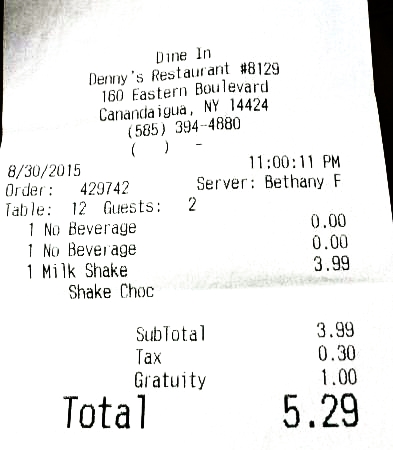 Dine In
Denny's Restaurant #8129
160 Eastern Boulevard
Canandaigua, NY 14424
(585) 394-4880
( ) -
8/30/2015 11:00:11 PM
Order: 429742 Server: Bethany F
Table: 12 Guests: 2
1 No Beverage 0.00
1 No Beverage 0.00
1 Milk Shake 3.99
Shake Choc
SubTotal 3.99
Tax 0.30
Gratuity 1.00
Total 5.29